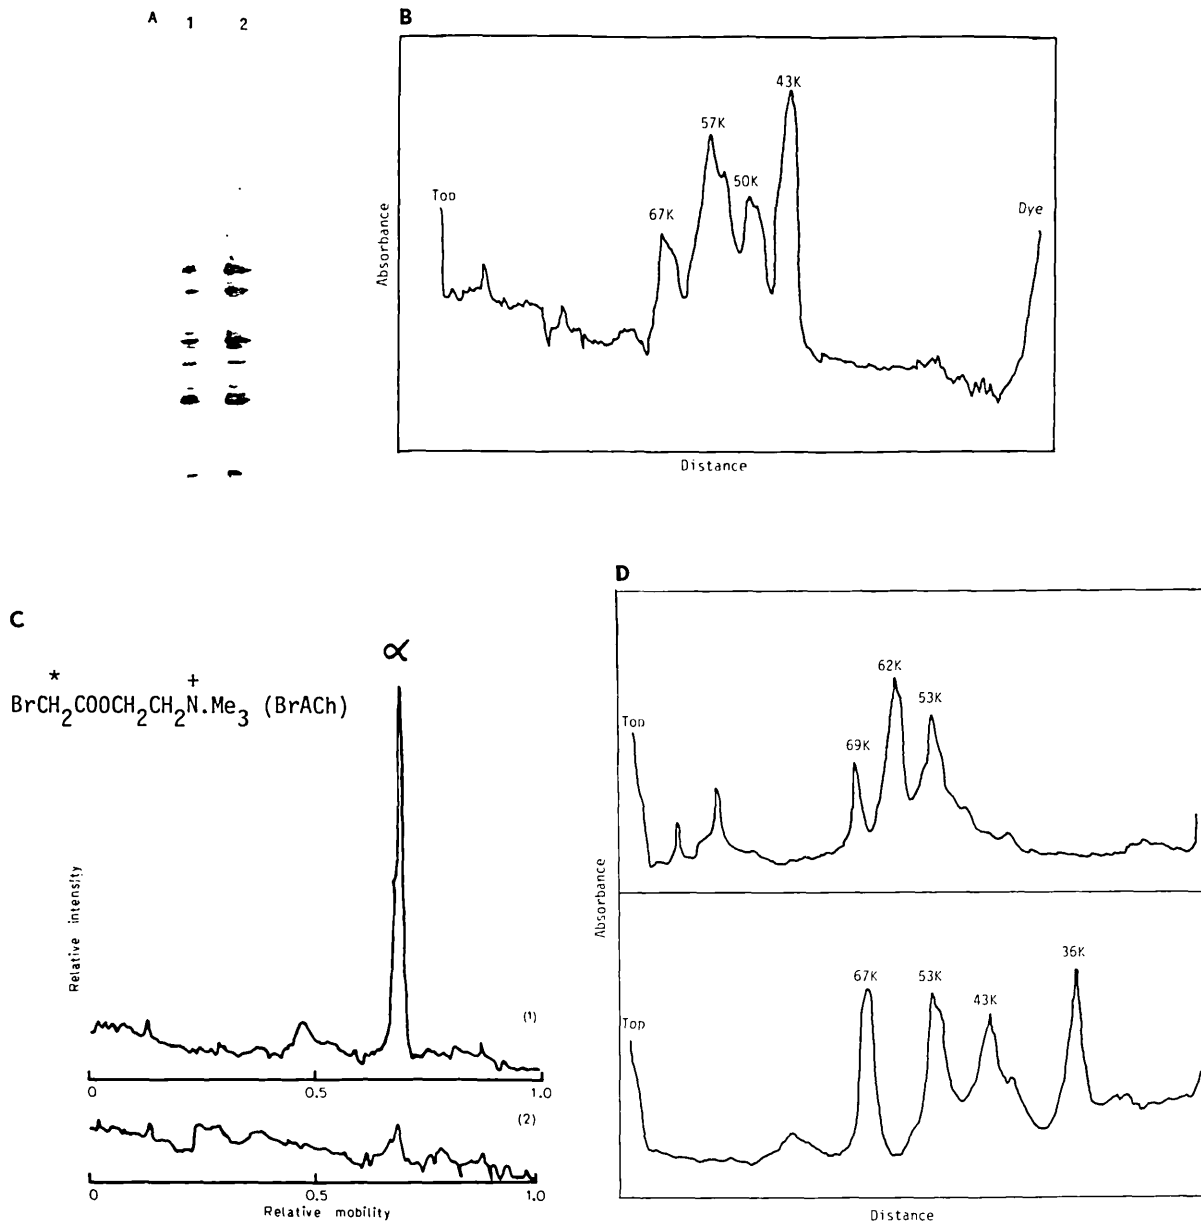 A 1 2
B
Top
67K
57K
50K
43K
Dye
Absorbance
Distance
C
* +
BrCH2COOCH2CH2N.Me3 (BrACh)
α
Relative intensity
(1)
0 0.5 1.0
(2)
0 0.5 1.0
Relative mobility
D
Top
69K
62K
53K
Absorbance
Top
67K
53K
43K
36K
Distance